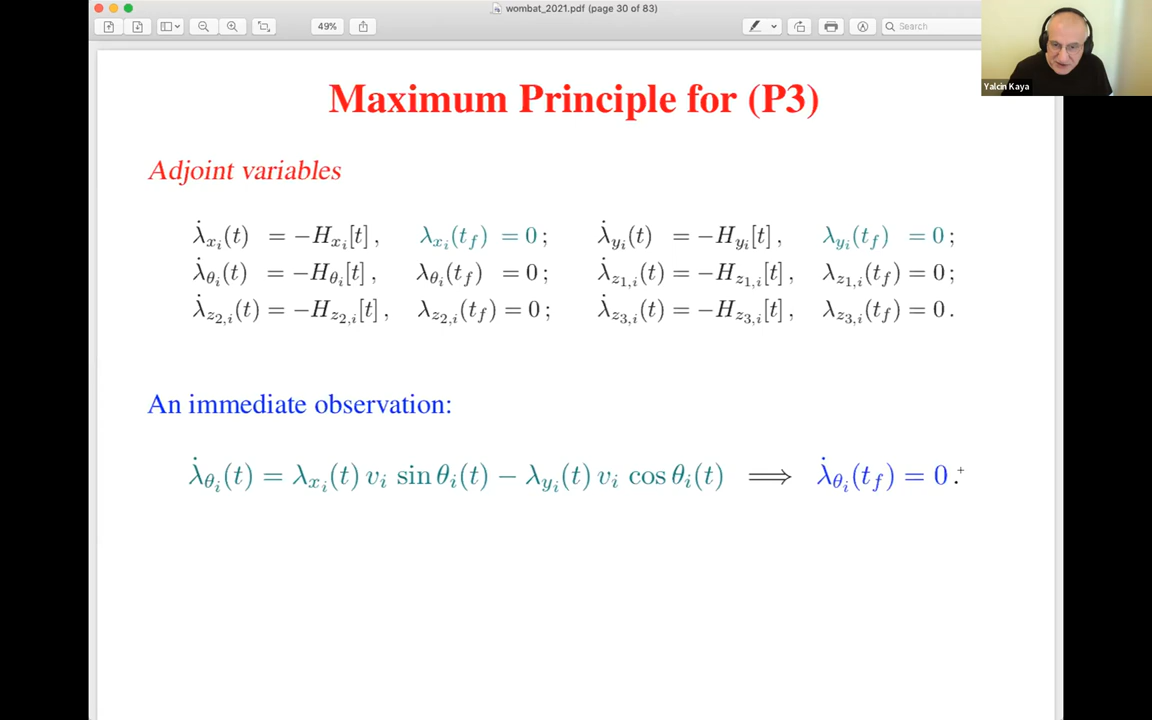 wombat_2021.pdf (page 30 of 83)
49%
Search
Yalcin Kaya
Maximum Principle for (P3)
Adjoint variables
λ̇_{x_i}(t) = −H_{x_i}[t], λ_{x_i}(t_f) = 0; λ̇_{y_i}(t) = −H_{y_i}[t], λ_{y_i}(t_f) = 0;
λ̇_{θ_i}(t) = −H_{θ_i}[t], λ_{θ_i}(t_f) = 0; λ̇_{z_{1,i}}(t) = −H_{z_{1,i}}[t], λ_{z_{1,i}}(t_f) = 0;
λ̇_{z_{2,i}}(t) = −H_{z_{2,i}}[t], λ_{z_{2,i}}(t_f) = 0; λ̇_{z_{3,i}}(t) = −H_{z_{3,i}}[t], λ_{z_{3,i}}(t_f) = 0.
An immediate observation:
λ̇_{θ_i}(t) = λ_{x_i}(t) v_i sin θ_i(t) − λ_{y_i}(t) v_i cos θ_i(t) ⟹ λ̇_{θ_i}(t_f) = 0.